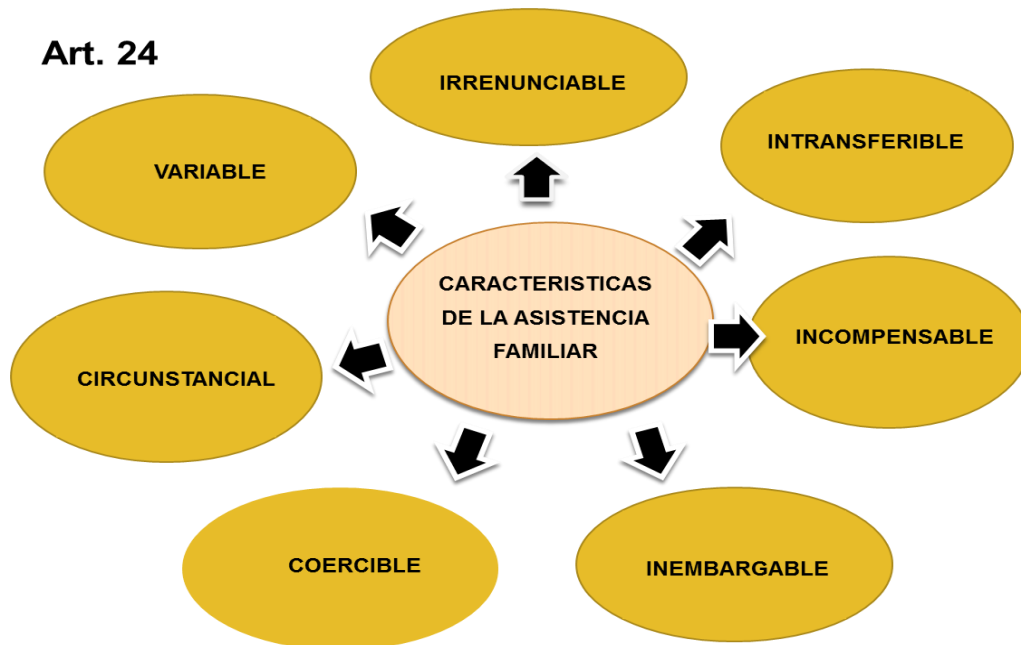 Art. 24
IRRENUNCIABLE
INTRANSFERIBLE
VARIABLE
CARACTERISTICAS
DE LA ASISTENCIA
FAMILIAR
INCOMPENSABLE
CIRCUNSTANCIAL
COERCIBLE
INEMBARGABLE